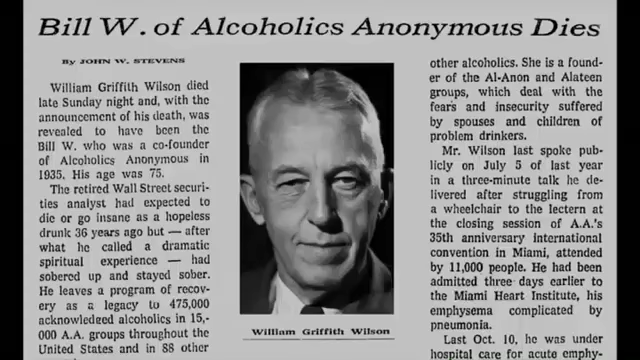 Bill W. of Alcoholics Anonymous Dies
By JOHN W. STEVENS
William Griffith Wilson died
late Sunday night and, with the
announcement of his death, was
revealed to have been the
Bill W. who was a co-founder
of Alcoholics Anonymous in
1935. His age was 75.
The retired Wall Street securi-
ties analyst had expected to
die or go insane as a hopeless
drunk 36 years ago but — after
what he called a dramatic
spiritual experience — had
sobered up and stayed sober.
He leaves a program of recov-
ery as a legacy to 475,000
acknowledged alcoholics in 15,-
000 A.A. groups throughout the
United States and in 88 other
William Griffith Wilson
other alcoholics. She is a found-
er of the Al-Anon and Alateen
groups, which deal with the
fears and insecurity suffered
by spouses and children of
problem drinkers.
Mr. Wilson last spoke pub-
licly on July 5 of last year
in a three-minute talk he de-
livered after struggling from
a wheelchair to the lectern at
the closing session of A.A.'s
35th anniversary international
convention in Miami, attended
by 11,000 people. He had been
admitted three days earlier to
the Miami Heart Institute, his
emphysema complicated by
pneumonia.
Last Oct. 10, he was under
hospital care for acute emphy-